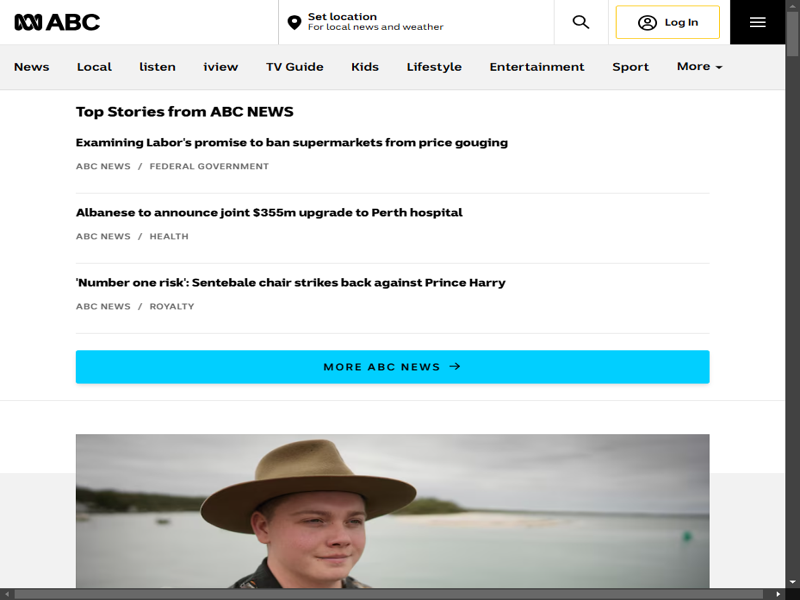 ABC
Set location
For local news and weather
Log In
News
Local
listen
iview
TV Guide
Kids
Lifestyle
Entertainment
Sport
More
Top Stories from ABC NEWS
Examining Labor's promise to ban supermarkets from price gouging
ABC NEWS / FEDERAL GOVERNMENT
Albanese to announce joint $355m upgrade to Perth hospital
ABC NEWS / HEALTH
'Number one risk': Sentebale chair strikes back against Prince Harry
ABC NEWS / ROYALTY
MORE ABC NEWS →